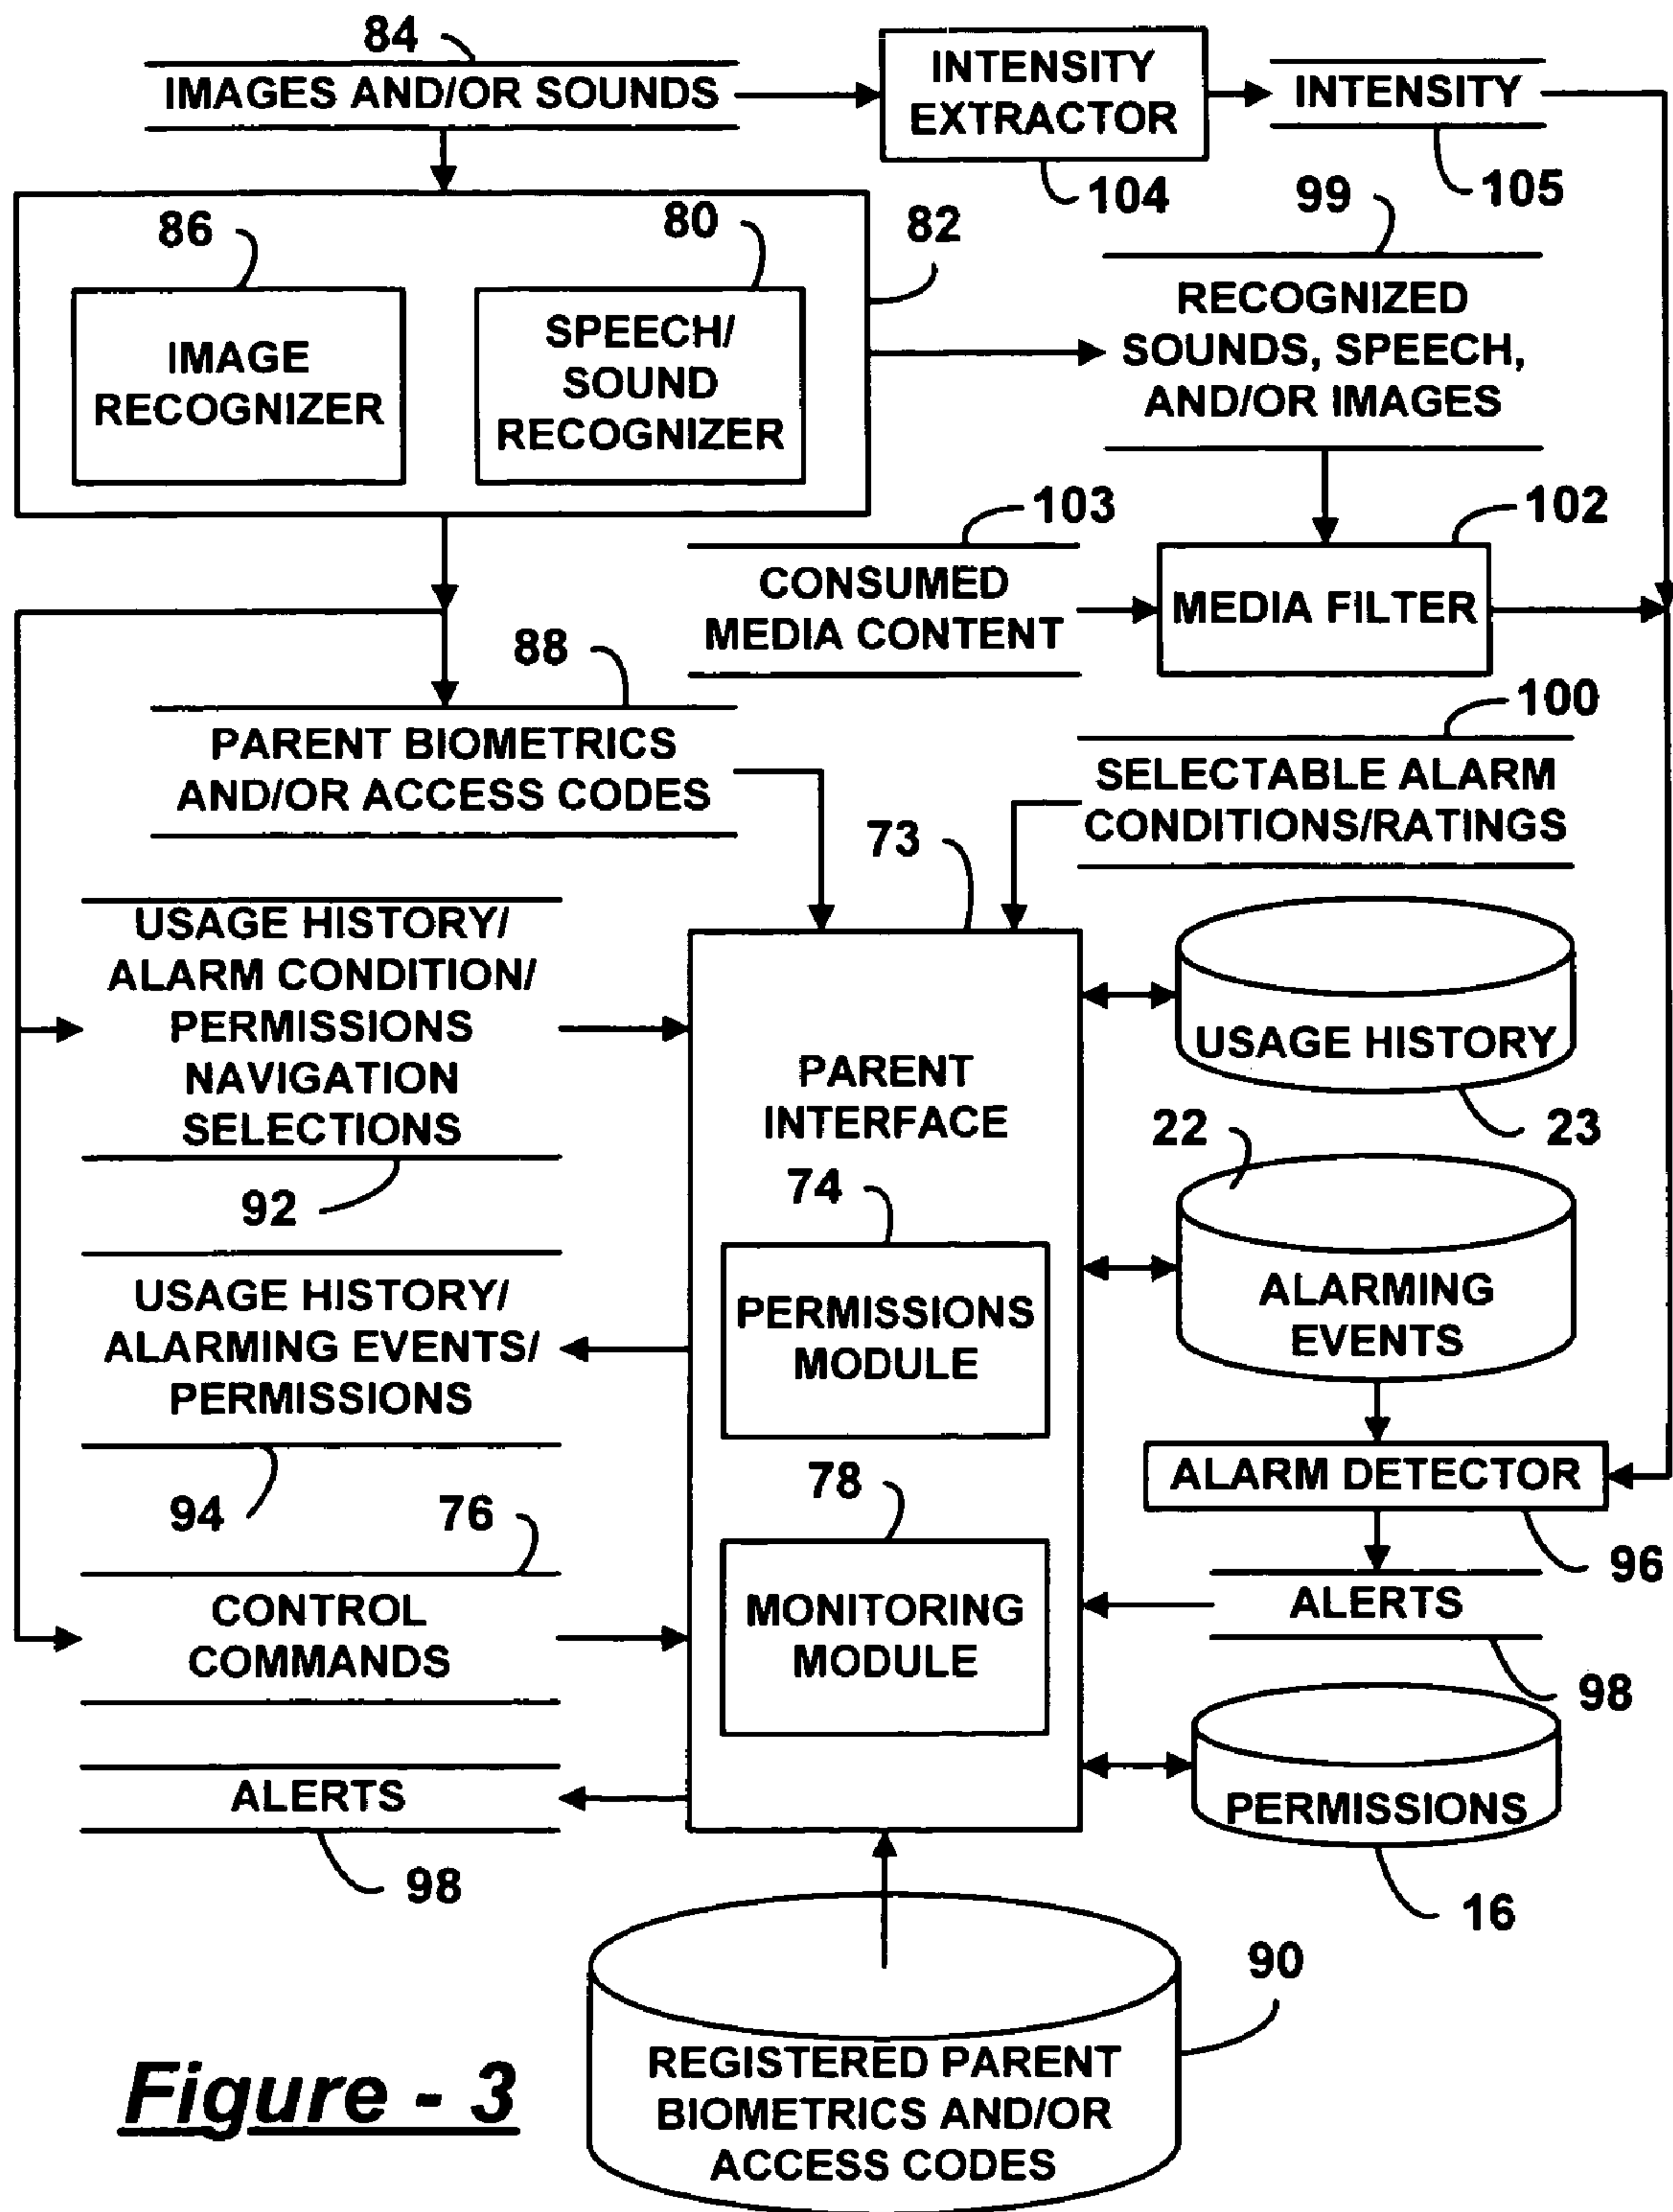 84
IMAGES AND/OR SOUNDS
INTENSITY
EXTRACTOR
INTENSITY
104
105
99
86
80
82
IMAGE
RECOGNIZER
SPEECH/
SOUND
RECOGNIZER
RECOGNIZED
SOUNDS, SPEECH,
AND/OR IMAGES
103
102
CONSUMED
MEDIA CONTENT
MEDIA FILTER
88
100
PARENT BIOMETRICS
AND/OR ACCESS CODES
SELECTABLE ALARM
CONDITIONS/RATINGS
73
USAGE HISTORY/
ALARM CONDITION/
PERMISSIONS
NAVIGATION
SELECTIONS
92
PARENT
INTERFACE
USAGE HISTORY
23
22
74
PERMISSIONS
MODULE
ALARMING
EVENTS
USAGE HISTORY/
ALARMING EVENTS/
PERMISSIONS
94
76
78
ALARM DETECTOR
96
MONITORING
MODULE
ALERTS
98
CONTROL
COMMANDS
ALERTS
98
PERMISSIONS
16
90
REGISTERED PARENT
BIOMETRICS AND/OR
ACCESS CODES
Figure - 3